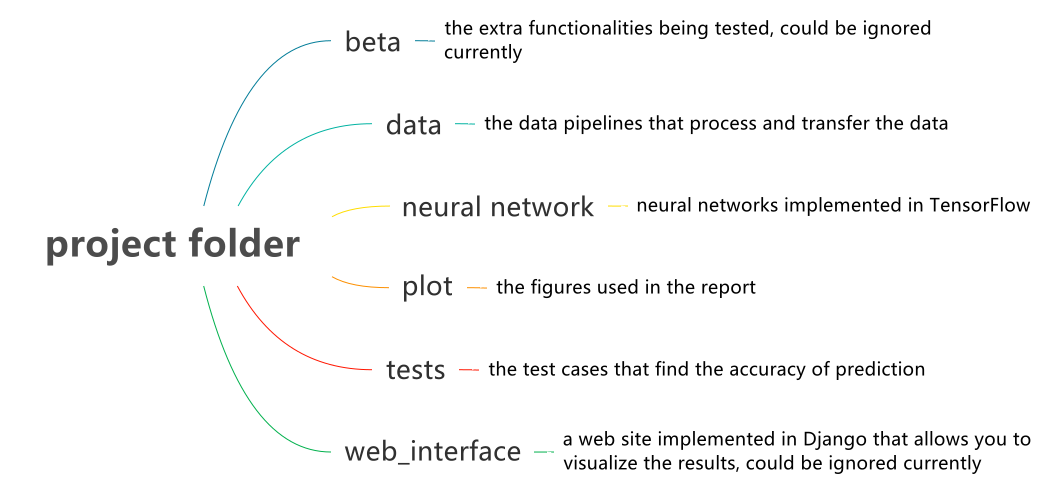 beta
the extra functionalities being tested, could be ignored
currently
data
the data pipelines that process and transfer the data
neural network
neural networks implemented in TensorFlow
project folder
plot
the figures used in the report
tests
the test cases that find the accuracy of prediction
web_interface
a web site implemented in Django that allows you to
visualize the results, could be ignored currently